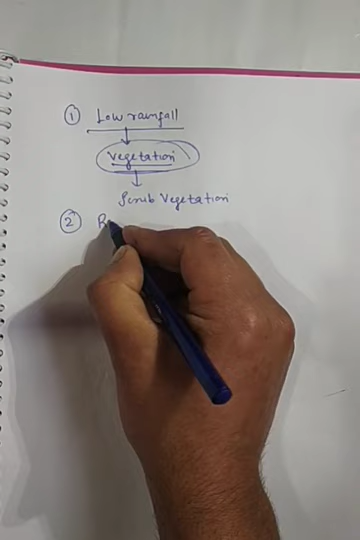 ① Low rainfall
Vegetation
Scrub Vegetation
② R